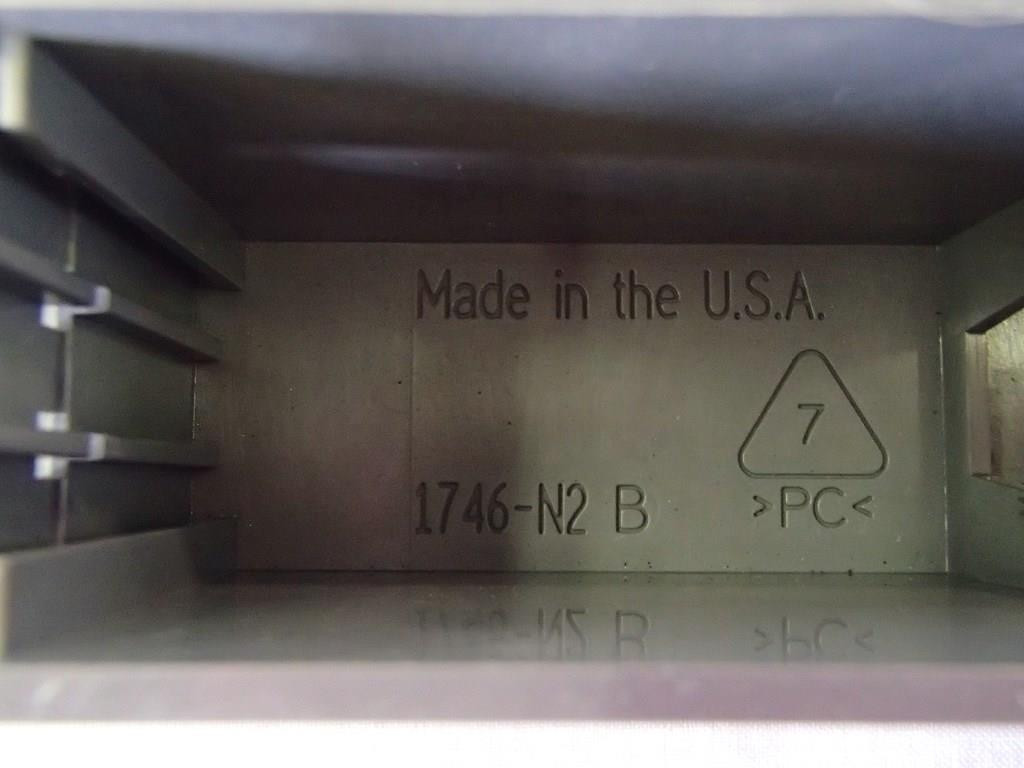 Made in the U.S.A.
7
1746-N2 B
>PC<